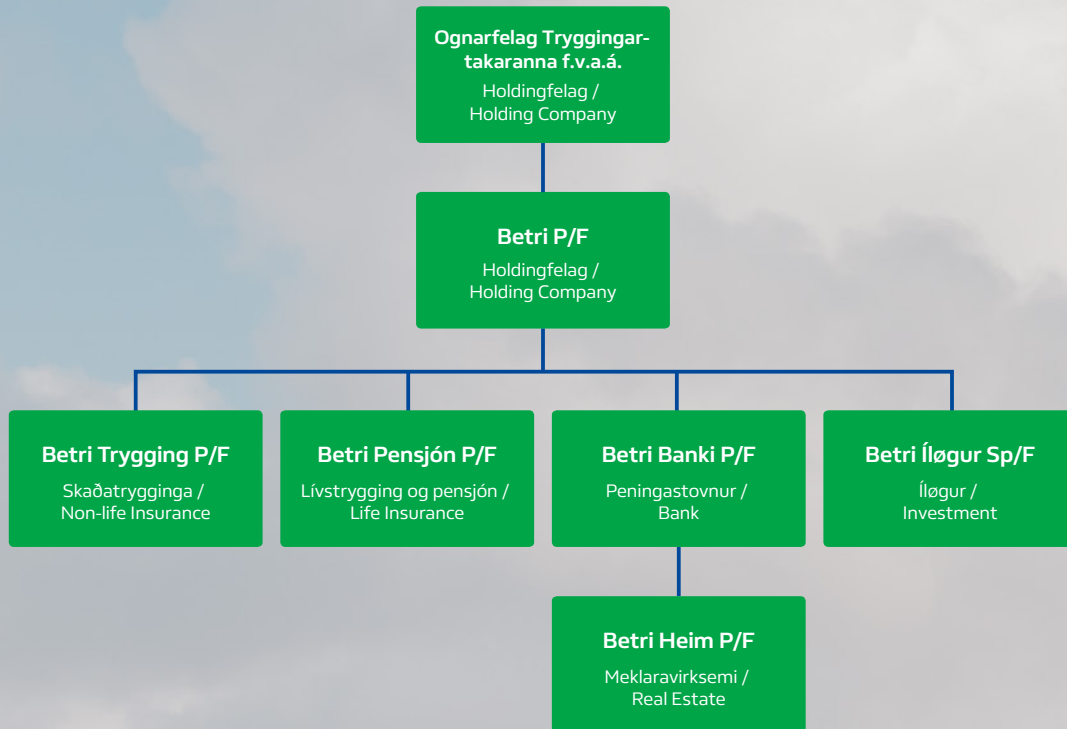 Ognarfelag Tryggingar-
takaranna f.v.a.á.
Holdingfelag /
Holding Company
Betri P/F
Holdingfelag /
Holding Company
Betri Trygging P/F
Skaðatrygginga /
Non-life Insurance
Betri Pensjón P/F
Lívstrygging og pensjón /
Life Insurance
Betri Banki P/F
Peningastovnur /
Bank
Betri Íløgur Sp/F
Íløgur /
Investment
Betri Heim P/F
Meklaravirksemi /
Real Estate